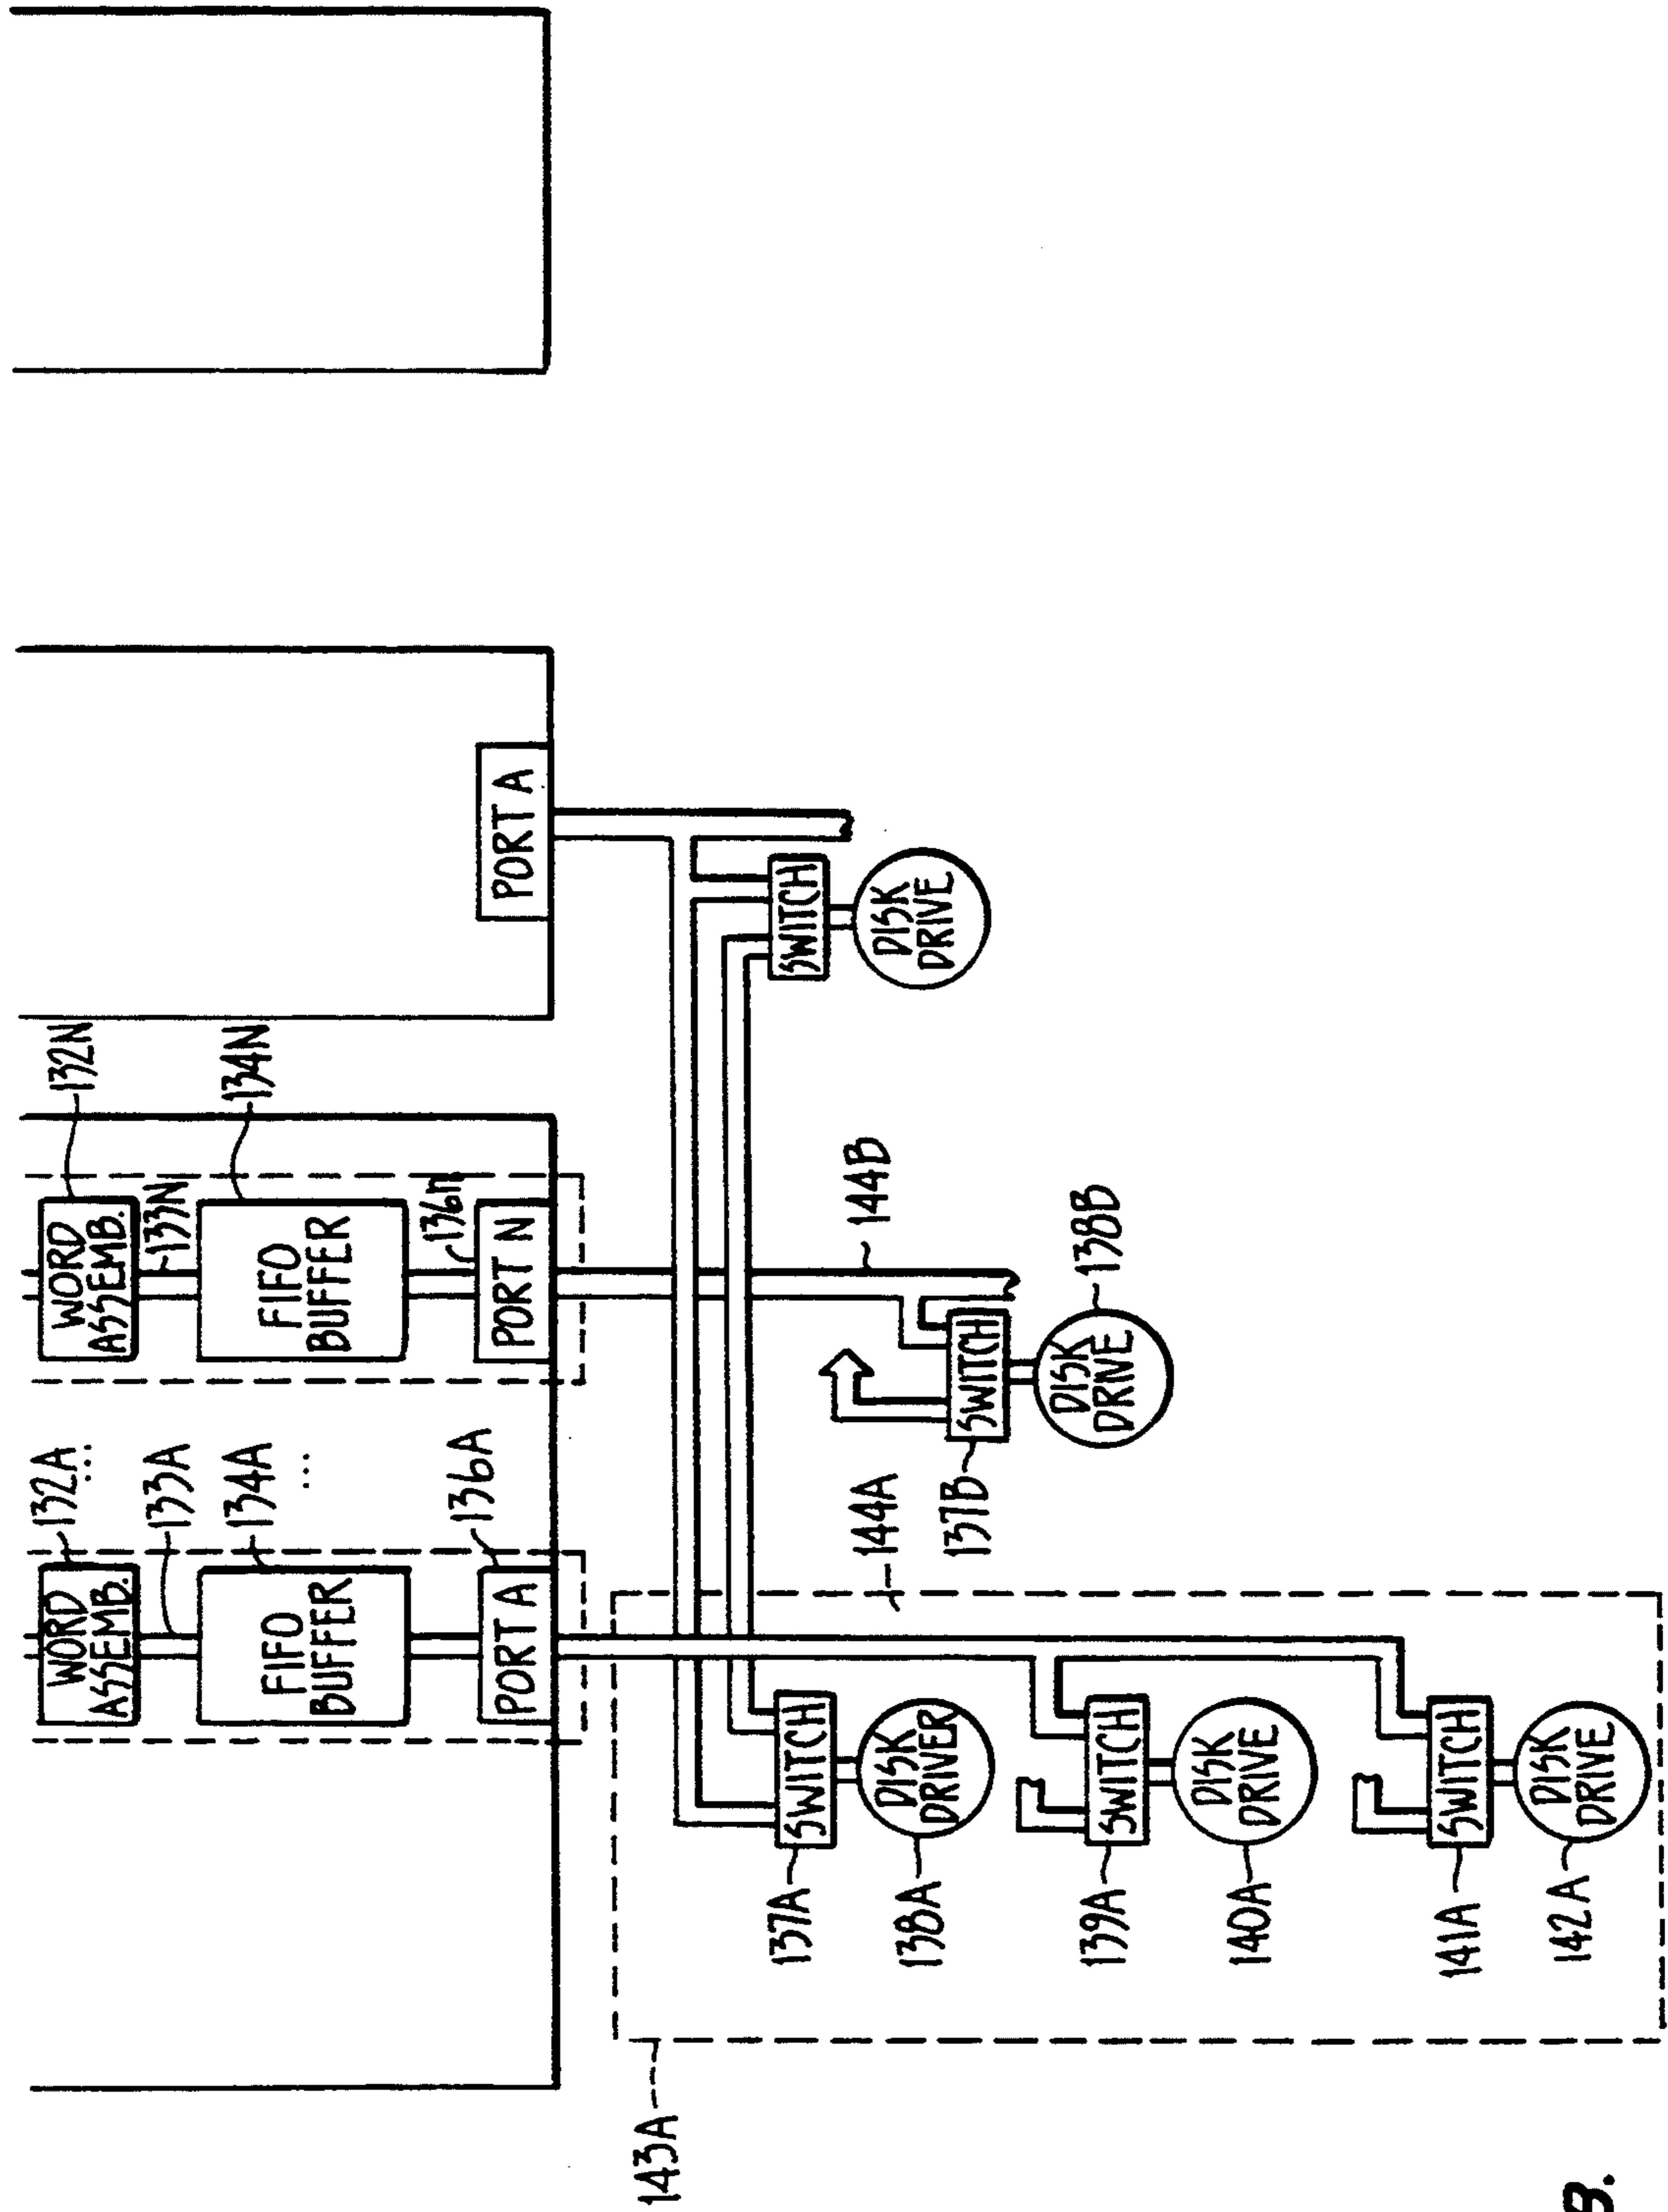 132A
...
132N
WORD
ASSEMB.
WORD
ASSEMB.
133A
133N
134A
...
134N
FIFO
BUFFER
FIFO
BUFFER
136A
136n
PORT A
PORT N
PORT A
143A
144A
144B
137A
SWITCH
SWITCH
138A
DISK
DRIVER
DISK
DRIVE
137B
SWITCH
138B
DISK
DRIVE
139A
SWITCH
140A
DISK
DRIVE
141A
SWITCH
142A
DISK
DRIVE
B.